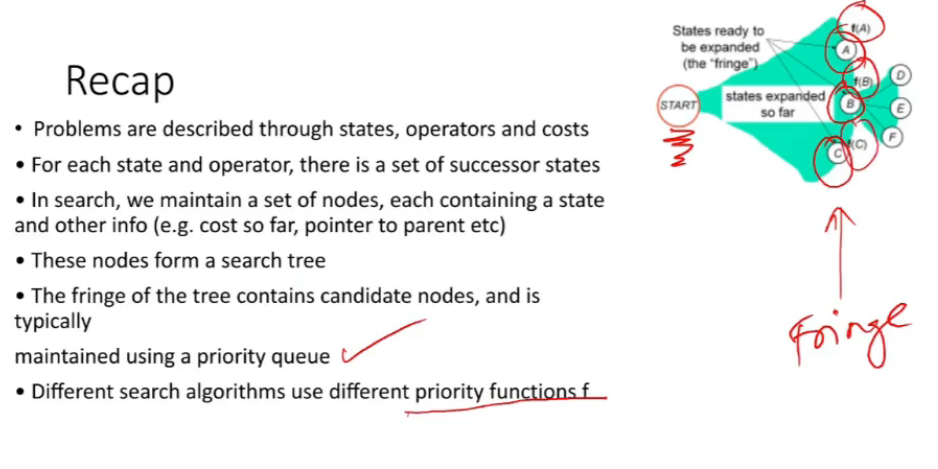 Recap
• Problems are described through states, operators and costs
• For each state and operator, there is a set of successor states
• In search, we maintain a set of nodes, each containing a state
and other info (e.g. cost so far, pointer to parent etc)
• These nodes form a search tree
• The fringe of the tree contains candidate nodes, and is
typically
maintained using a priority queue
• Different search algorithms use different priority functions f
States ready to
be expanded
(the "fringe")
f(A)
A
f(B)
D
START
states expanded
so far
B
E
F
f(C)
C
Fringe